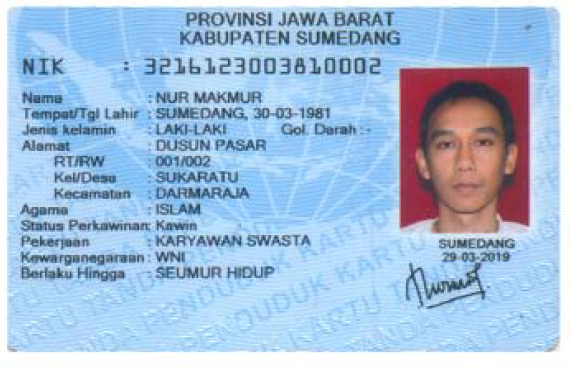 PROVINSI JAWA BARAT
KABUPATEN SUMEDANG
NIK : 3216123003810002
Nama : NUR MAKMUR
Tempat/Tgl Lahir : SUMEDANG, 30-03-1981
Jenis kelamin : LAKI-LAKI Gol. Darah :-
Alamat : DUSUN PASAR
RT/RW : 001/002
Kel/Desa : SUKARATU
Kecamatan : DARMARAJA
Agama : ISLAM
Status Perkawinan: Kawin
Pekerjaan : KARYAWAN SWASTA
Kewarganegaraan : WNI
Berlaku Hingga : SEUMUR HIDUP
SUMEDANG
29-03-2019
KARTU TANDA PENDUDUK KARTU TANDA PENDUDUK